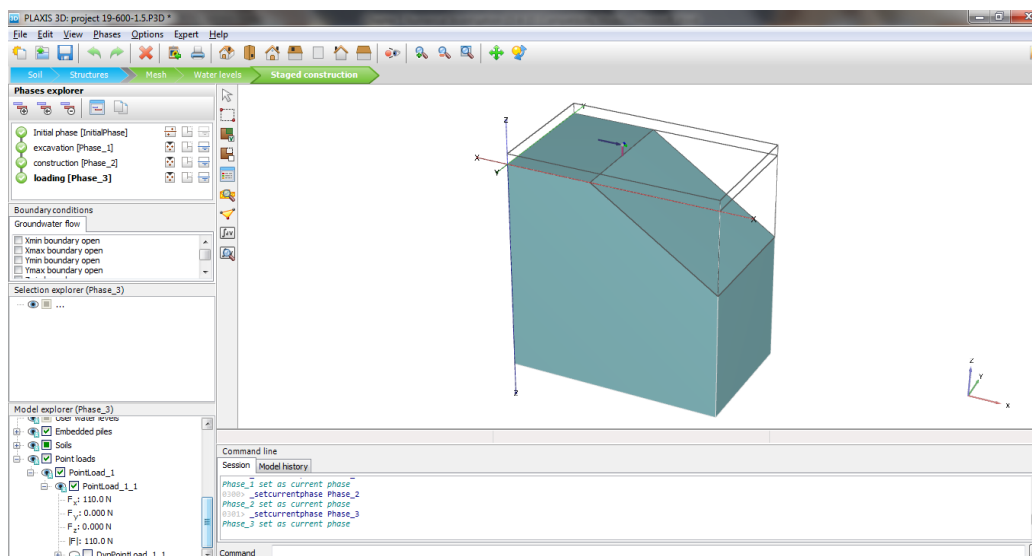 PLAXIS 3D: project 19-600-1.5.P3D *
File Edit View Phases Options Expert Help
Soil Structures Mesh Water levels Staged construction
Phases explorer
Initial phase [InitialPhase]
excavation [Phase_1]
construction [Phase_2]
loading [Phase_3]
Boundary conditions
Groundwater flow
Xmin boundary open
Xmax boundary open
Ymin boundary open
Ymax boundary open
Selection explorer (Phase_3)
...
Model explorer (Phase_3)
User water levels
Embedded piles
Soils
Point loads
PointLoad_1
PointLoad_1_1
Fx: 110.0 N
Fy: 0.000 N
Fz: 0.000 N
|F|: 110.0 N
DynPointLoad_1_1
Z
Y
X
Y
X
Z
Z
Y
X
Command line
Session Model history
Phase_1 set as current phase
0300> _setcurrentphase Phase_2
Phase_2 set as current phase
0301> _setcurrentphase Phase_3
Phase_3 set as current phase
Command